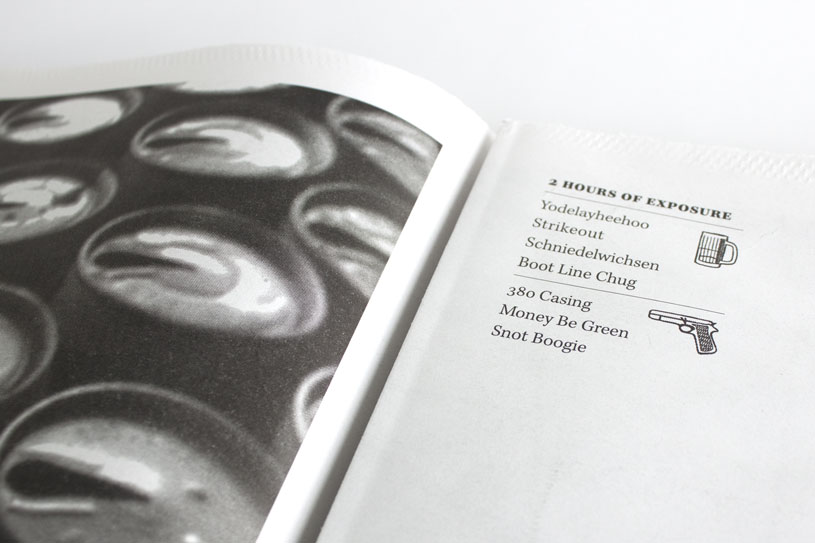 2 HOURS OF EXPOSURE
Yodelayheehoo
Strikeout
Schniedelwichsen
Boot Line Chug
380 Casing
Money Be Green
Snot Boogie